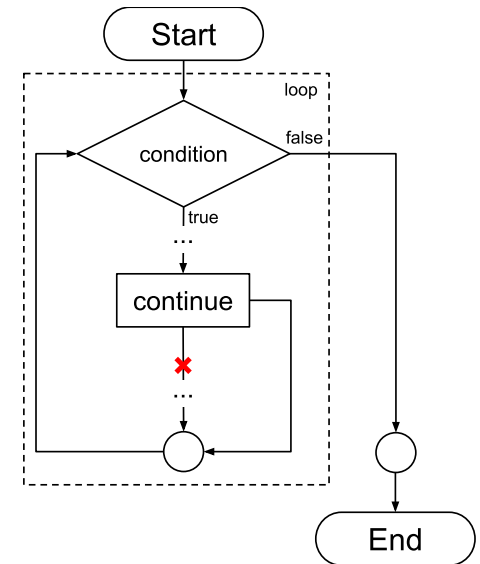 Start
loop
condition
false
true
...
continue
...
End